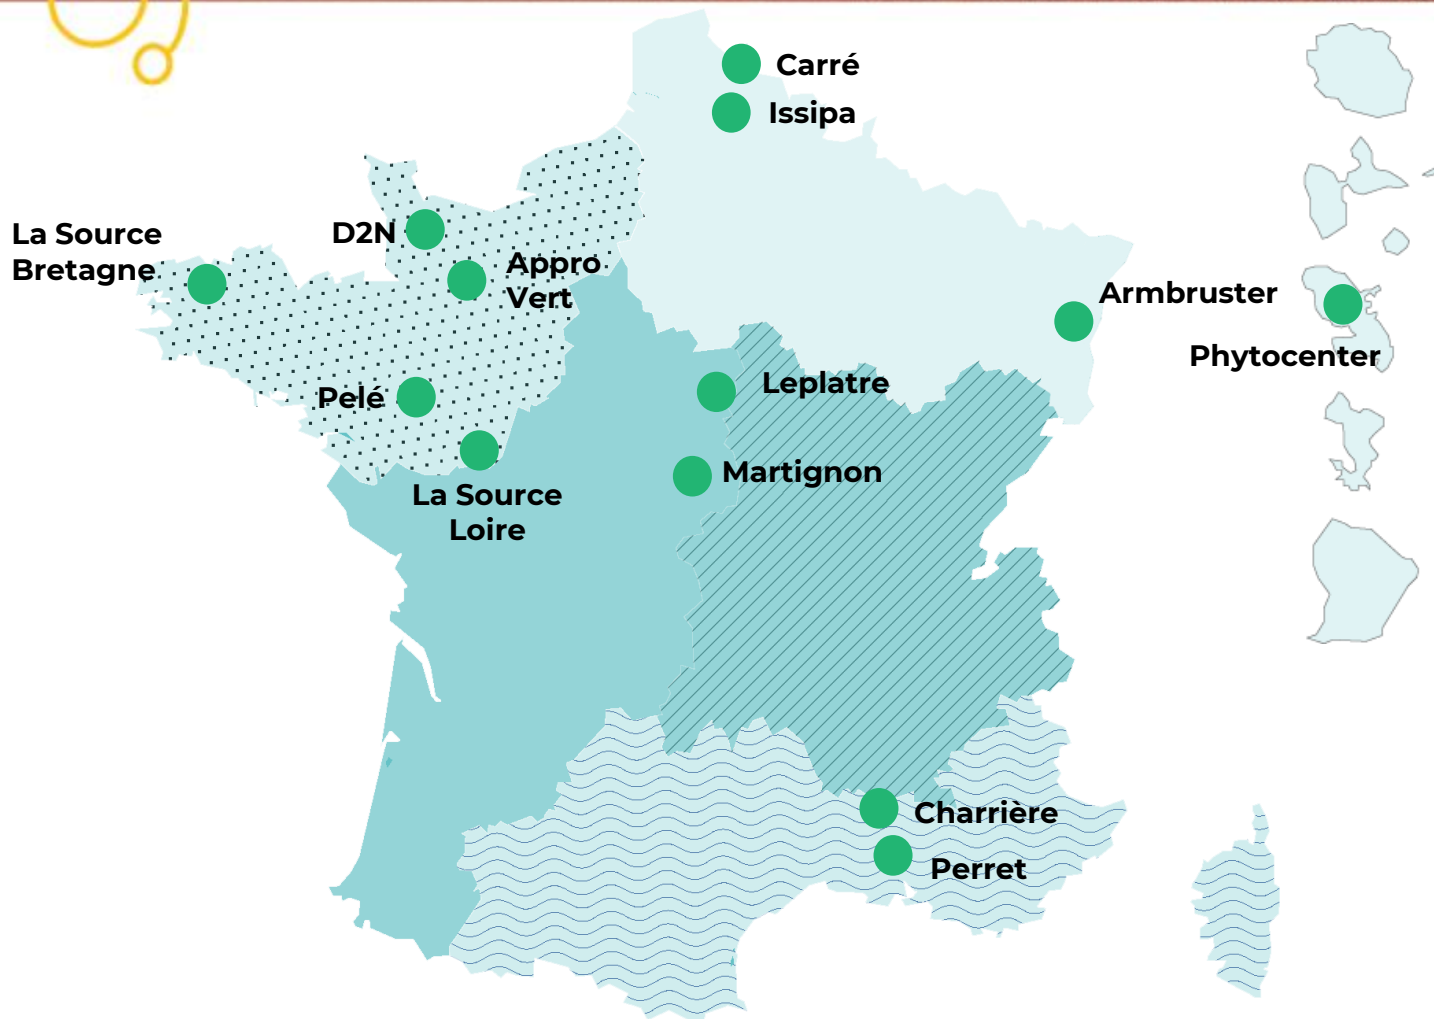 Carré
Issipa
La Source
Bretagne
D2N
Appro
Vert
Armbruster
Phytocenter
Pelé
Leplatre
La Source
Loire
Martignon
Charrière
Perret